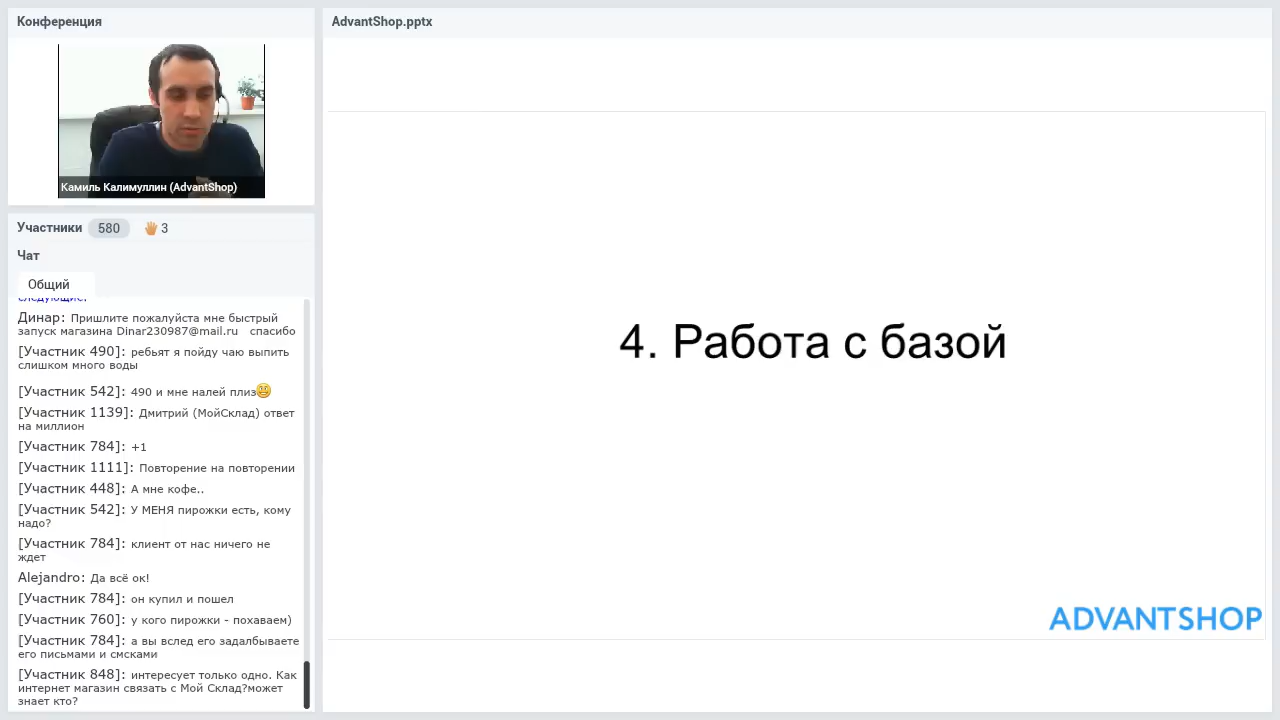 Конференция
Камиль Калимуллин (AdvantShop)
Участники 580 3
Чат
Общий
следующие:
Динар: Пришлите пожалуйста мне быстрый
запуск магазина Dinar230987@mail.ru спасибо
[Участник 490]: ребьят я пойду чаю выпить
слишком много воды
[Участник 542]: 490 и мне налей плиз
[Участник 1139]: Дмитрий (МойСклад) ответ
на миллион
[Участник 784]: +1
[Участник 1111]: Повторение на повторении
[Участник 448]: А мне кофе..
[Участник 542]: У МЕНЯ пирожки есть, кому
надо?
[Участник 784]: клиент от нас ничего не
ждет
Alejandro: Да всё ок!
[Участник 784]: он купил и пошел
[Участник 760]: у кого пирожки - похаваем)
[Участник 784]: а вы вслед его задалбываете
его письмами и смсками
[Участник 848]: интересует только одно. Как
интернет магазин связать с Мой Склад?может
знает кто?
AdvantShop.pptx
4. Работа с базой
ADVANTSHOP